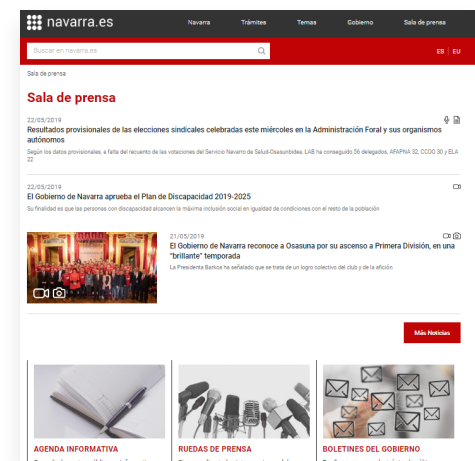 navarra.es
Navarra Trámites Temas Gobierno Sala de prensa
Buscar en navarra.es
ES | EU
Sala de prensa
Sala de prensa
22/05/2019
Resultados provisionales de las elecciones sindicales celebradas este miércoles en la Administración Foral y sus organismos
autónomos
Según los datos provisionales, a falta del recuento de las votaciones del Servicio Navarro de Salud-Osasunbidea, LAB ha conseguido 56 delegados, AFAPNA 32, CCOO 30 y ELA
22
22/05/2019
El Gobierno de Navarra aprueba el Plan de Discapacidad 2019-2025
Su finalidad es que las personas con discapacidad alcancen la máxima inclusión social en igualdad de condiciones con el resto de la población
21/05/2019
El Gobierno de Navarra reconoce a Osasuna por su ascenso a Primera División, en una
"brillante" temporada
La Presidenta Barkos ha señalado que se trata de un logro colectivo del club y de la afición
Más Noticias
AGENDA INFORMATIVA
RUEDAS DE PRENSA
BOLETINES DEL GOBIERNO